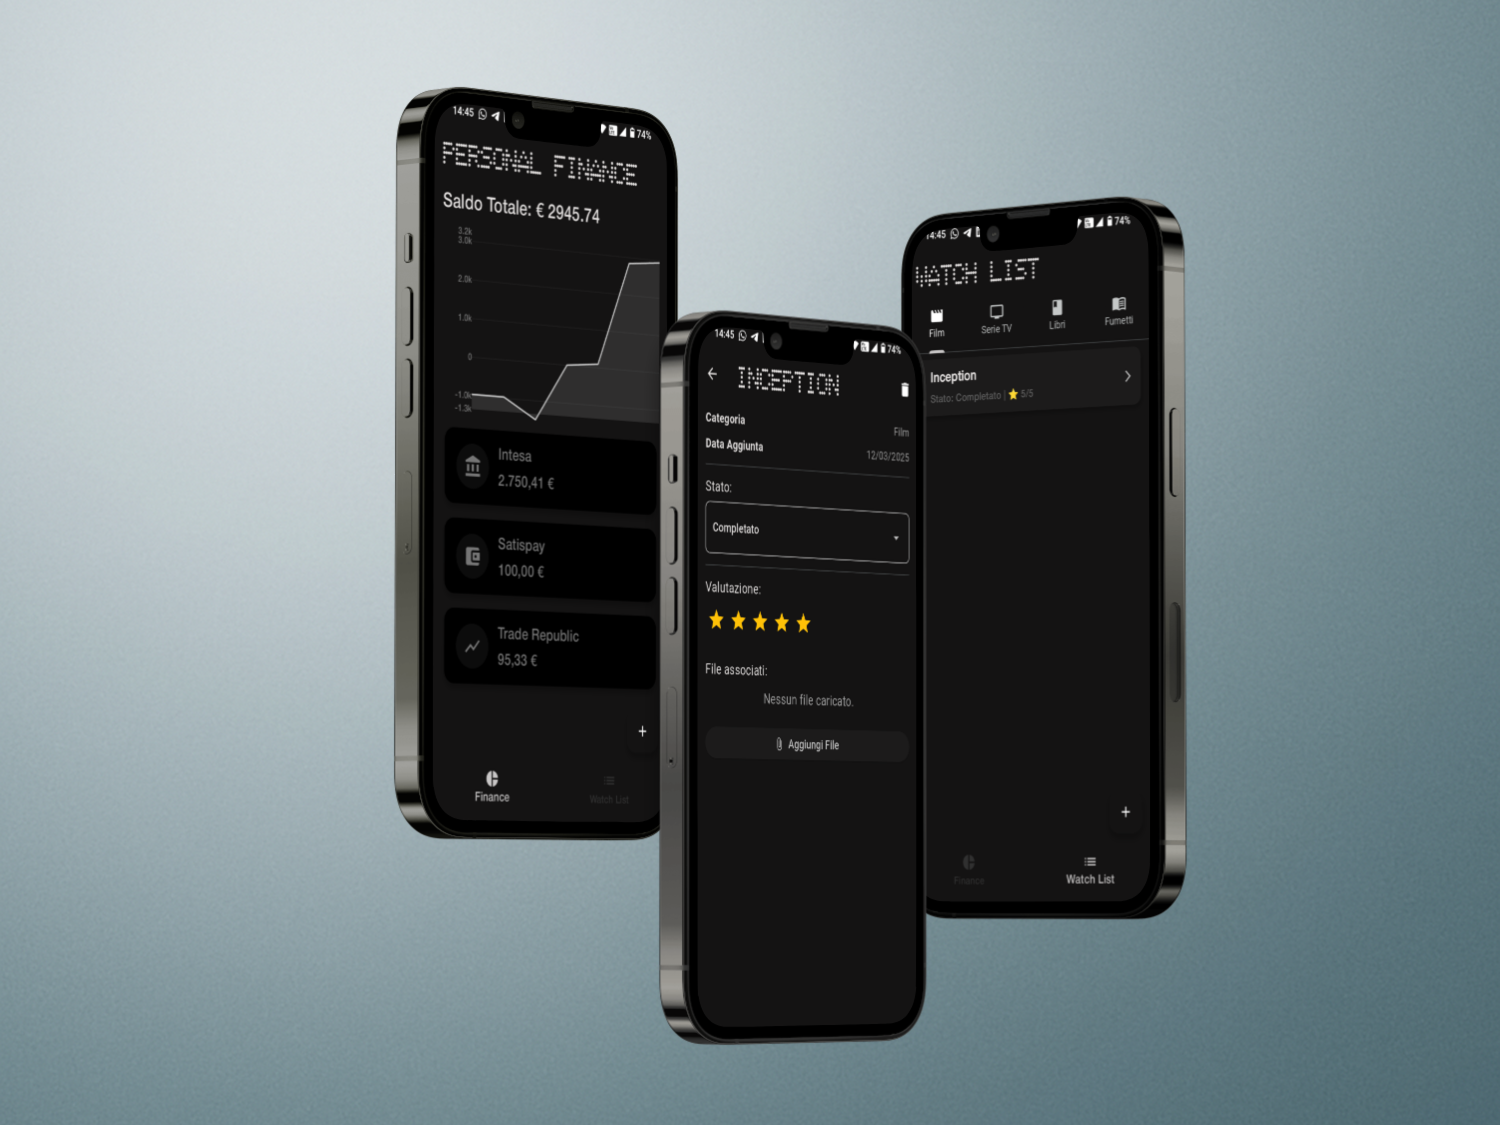 14:45
74%
PERSONAL FINANCE
Saldo Totale: € 2945.74
3.2k
3.0k
2.0k
1.0k
0
-1.0k
-1.3k
Intesa
2.750,41 €
Satispay
100,00 €
Trade Republic
95,33 €
+
Finance
Watch List
14:45
74%
INCEPTION
Categoria
Film
Data Aggiunta
12/03/2025
Stato:
Completato
Valutazione:
File associati:
Nessun file caricato.
Aggiungi File
14:45
74%
WATCH LIST
Film
Serie TV
Libri
Fumetti
Inception
Stato: Completato | ⭐ 5/5
+
Finance
Watch List